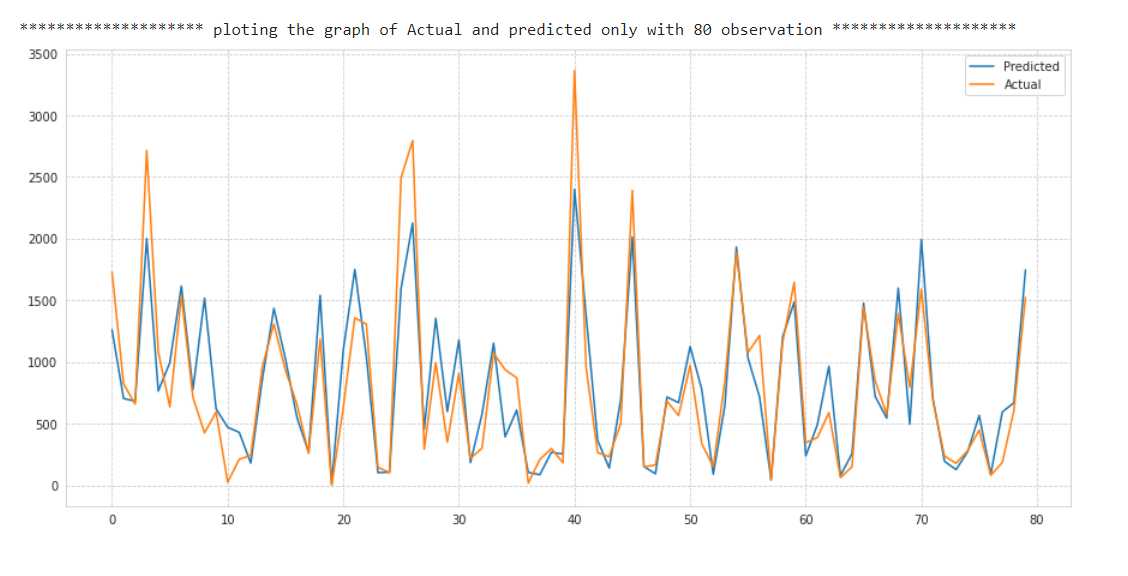 ******************** ploting the graph of Actual and predicted only with 80 observation ********************
3500
Predicted
Actual
3000
2500
2000
1500
1000
500
0
0 10 20 30 40 50 60 70 80